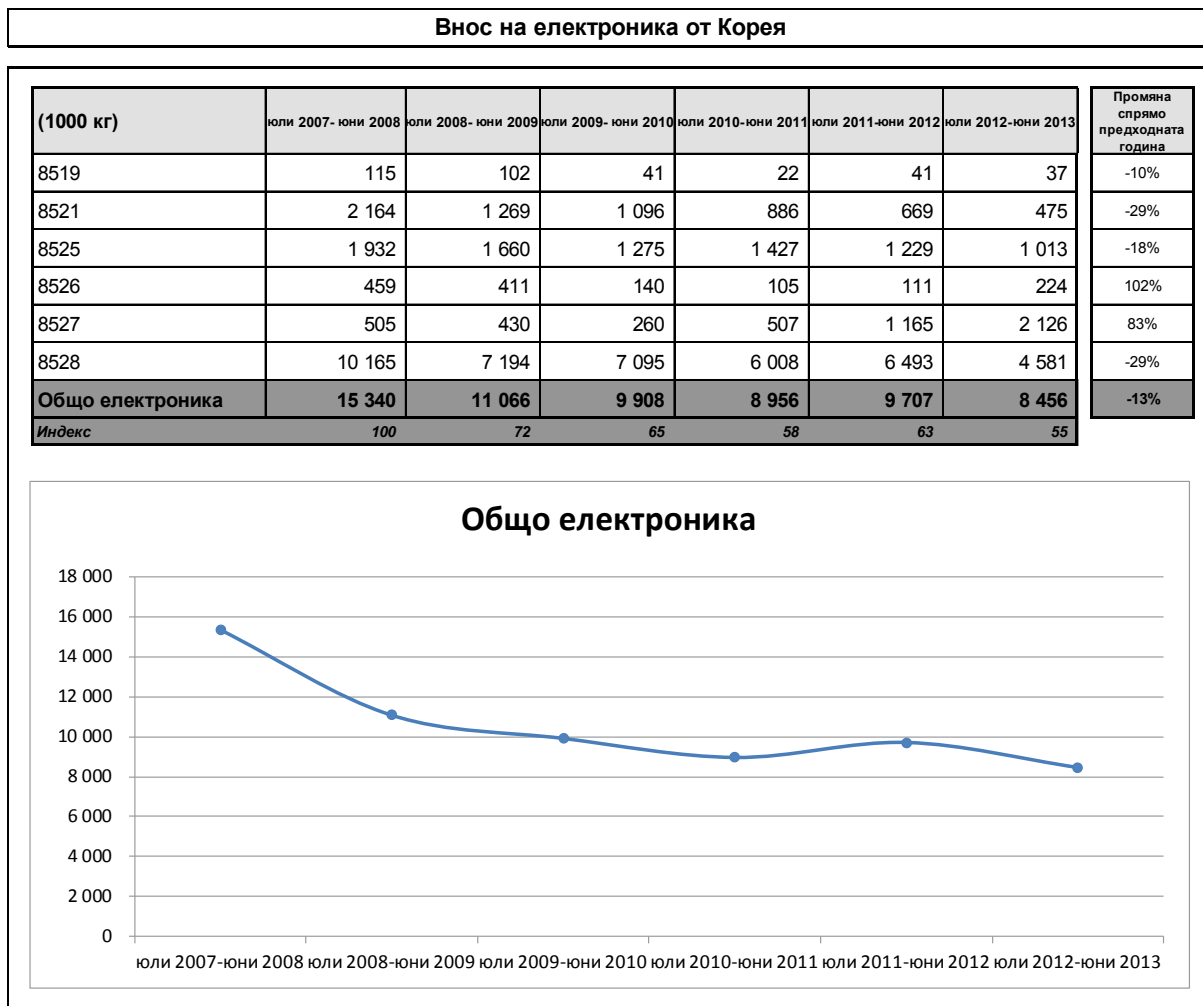 Внос на електроника от Корея
(1000 кг) юли 2007- юни 2008 юли 2008- юни 2009 юли 2009- юни 2010 юли 2010-юни 2011 юли 2011-юни 2012 юли 2012-юни 2013 Промяна спрямо предходната година
8519 115 102 41 22 41 37 -10%
8521 2 164 1 269 1 096 886 669 475 -29%
8525 1 932 1 660 1 275 1 427 1 229 1 013 -18%
8526 459 411 140 105 111 224 102%
8527 505 430 260 507 1 165 2 126 83%
8528 10 165 7 194 7 095 6 008 6 493 4 581 -29%
Общо електроника 15 340 11 066 9 908 8 956 9 707 8 456 -13%
Индекс 100 72 65 58 63 55
Общо електроника
18 000
16 000
14 000
12 000
10 000
8 000
6 000
4 000
2 000
0
юли 2007-юни 2008 юли 2008-юни 2009 юли 2009-юни 2010 юли 2010-юни 2011 юли 2011-юни 2012 юли 2012-юни 2013